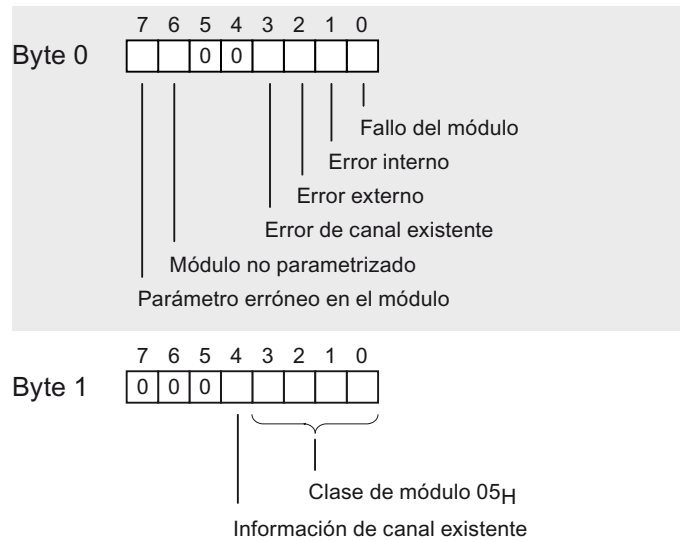 7 6 5 4 3 2 1 0
Byte 0 0 0
Fallo del módulo
Error interno
Error externo
Error de canal existente
Módulo no parametrizado
Parámetro erróneo en el módulo
7 6 5 4 3 2 1 0
Byte 1 0 0 0
Clase de módulo 05H
Información de canal existente